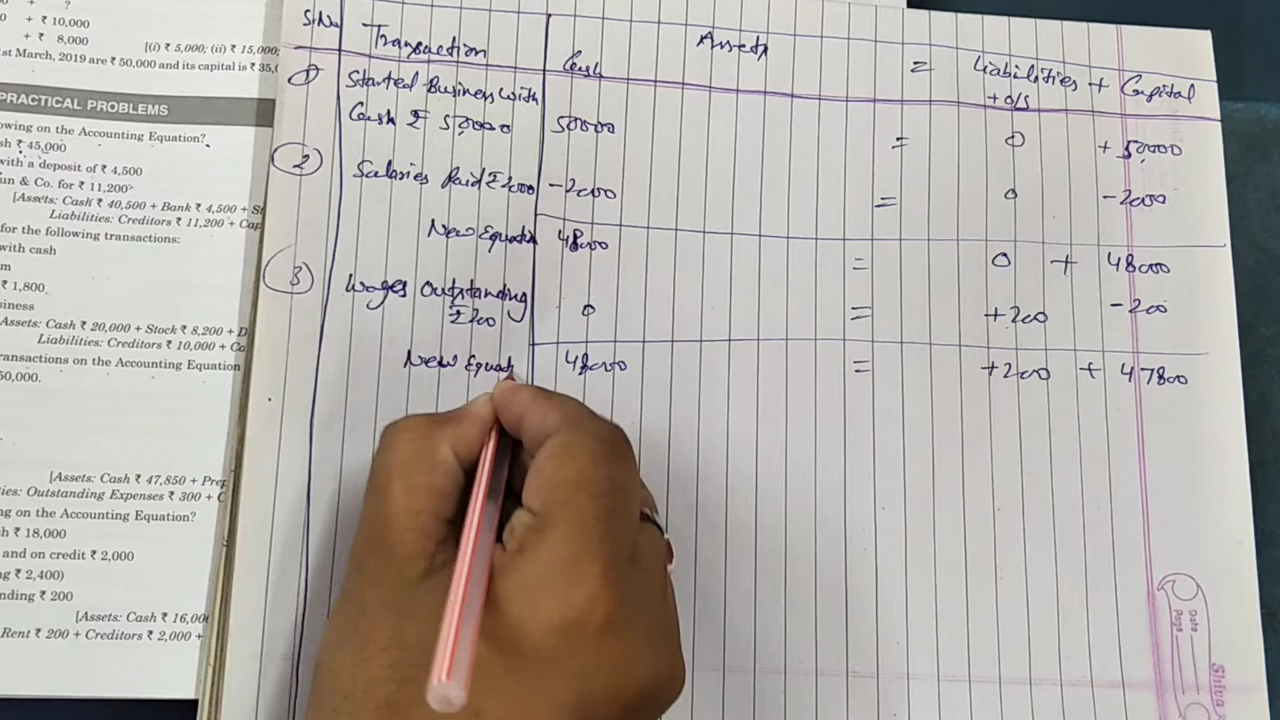 ?
0 + ₹ 10,000
+ ₹ 8,000
[(i) ₹ 5,000; (ii) ₹ 15,000;
1st March, 2019 are ₹ 50,000 and its capital is ₹ 35,(
PRACTICAL PROBLEMS
owing on the Accounting Equation?
sh ₹ 45,000
with a deposit of ₹ 4,500
un & Co. for ₹ 11,200
[Assets: Cash ₹ 40,500 + Bank ₹ 4,500 + St
Liabilities: Creditors ₹ 11,200 + Cap
for the following transactions:
with cash
m
₹ 1,800.
siness
Assets: Cash ₹ 20,000 + Stock ₹ 8,200 + D
Liabilities: Creditors ₹ 10,000 + Ca
ransactions on the Accounting Equation
50,000.
[Assets: Cash ₹ 47,850 + Prep
ies: Outstanding Expenses ₹ 300 + C
ng on the Accounting Equation?
h ₹ 18,000
and on credit ₹ 2,000
g ₹ 2,400)
nding ₹ 200
[Assets: Cash ₹ 16,00
Rent ₹ 200 + Creditors ₹ 2,000 +
S.No Transaction Assets = Liabilities + Capital
Cash +O/S
① Started Business with
Cash ₹ 50,000 50000 = 0 + 50,000
② Salaries Paid ₹ 2000 -2000 = 0 -2000
New Equation 48000 = 0 + 48000
③ Wages Outstanding
₹ 200 0 = +200 -200
New Equat 48000 = +200 + 47800
Date
Page
Shiva